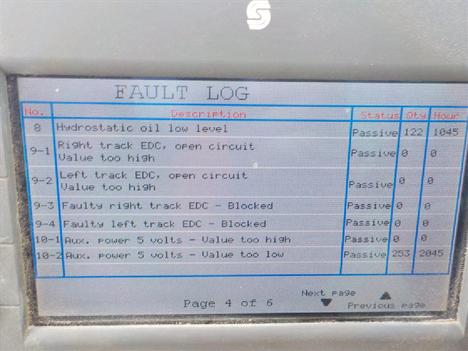 S
FAULT LOG
No. Description Status Qty Hour
8 Hydrostatic oil low level Passive 122 1045
9-1 Right track EDC, open circuit
Value too high Passive 0 0
9-2 Left track EDC, open circuit
Value too high Passive 0 0
9-3 Faulty right track EDC - Blocked Passive 0 0
9-4 Faulty left track EDC - Blocked Passive 0 0
10-1 Aux. power 5 volts - Value too high Passive 0 0
10-2 Aux. power 5 volts - Value too low Passive 253 2045
Next page
Page 4 of 6
Previous page